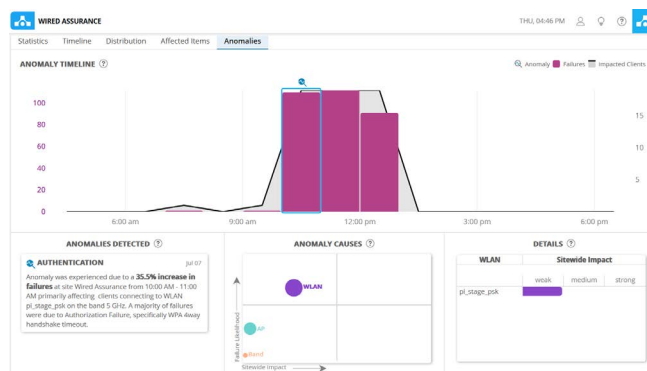 WIRED ASSURANCE
THU, 04:46 PM
Statistics Timeline Distribution Affected Items Anomalies
ANOMALY TIMELINE
Anomaly Failures Impacted Clients
100
80
60
40
20
0
15
10
5
6:00 am 9:00 am 12:00 pm 3:00 pm 6:00 pm
ANOMALIES DETECTED
AUTHENTICATION Jul 07
Anomaly was experienced due to a 35.5% increase in
failures at site Wired Assurance from 10:00 AM - 11:00
AM primarily affecting clients connecting to WLAN
pl_stage_psk on the band 5 GHz. A majority of failures
were due to Authorization Failure, specifically WPA 4way
handshake timeout.
ANOMALY CAUSES
WLAN
AP
Band
Failure Likelihood
Sitewide Impact
DETAILS
WLAN Sitewide Impact
weak medium strong
pl_stage_psk